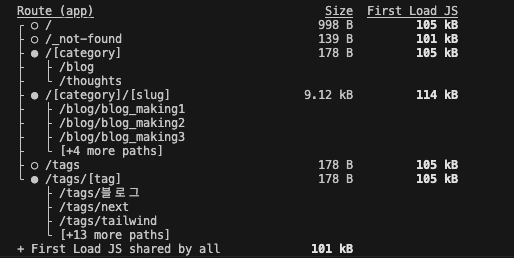 Route (app) Size First Load JS
┌ ○ / 998 B 105 kB
├ ○ /_not-found 139 B 101 kB
├ ● /[category] 178 B 105 kB
├ /blog
└ /thoughts
├ ● /[category]/[slug] 9.12 kB 114 kB
├ /blog/blog_making1
├ /blog/blog_making2
├ /blog/blog_making3
└ [+4 more paths]
├ ○ /tags 178 B 105 kB
└ ● /tags/[tag] 178 B 105 kB
├ /tags/블로그
├ /tags/next
├ /tags/tailwind
└ [+13 more paths]
+ First Load JS shared by all 101 kB